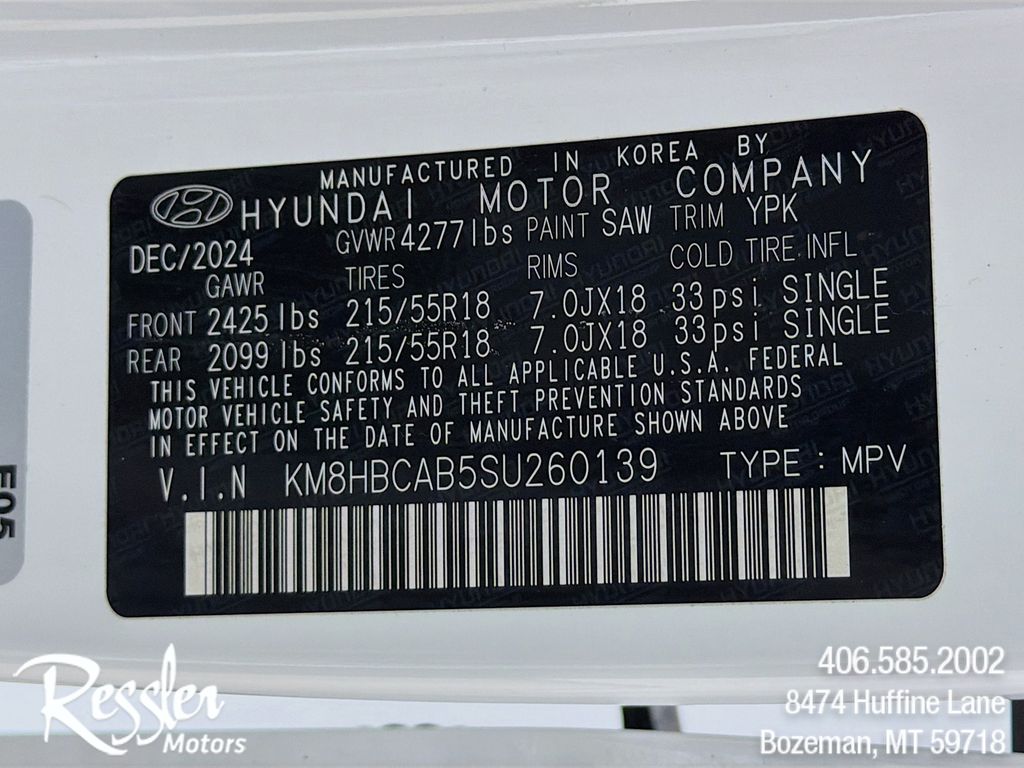 MANUFACTURED IN KOREA BY
HYUNDAI MOTOR COMPANY
DEC/2024 GVWR 4277lbs PAINT SAW TRIM YPK
GAWR TIRES RIMS COLD TIRE INFL
FRONT 2425 lbs 215/55R18 7.0JX18 33psi SINGLE
REAR 2099 lbs 215/55R18 7.0JX18 33psi SINGLE
THIS VEHICLE CONFORMS TO ALL APPLICABLE U.S.A. FEDERAL
MOTOR VEHICLE SAFETY AND THEFT PREVENTION STANDARDS
IN EFFECT ON THE DATE OF MANUFACTURE SHOWN ABOVE
V.I.N KM8HBCAB5SU260139 TYPE : MPV
E05
Ressler
Motors
406.585.2002
8474 Huffine Lane
Bozeman, MT 59718